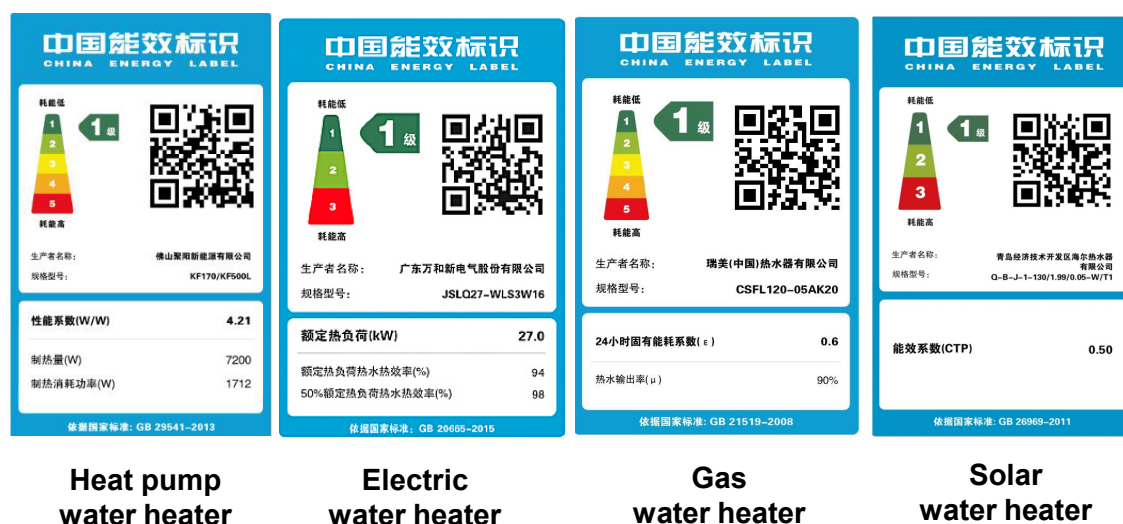 中国能效标识
CHINA ENERGY LABEL
耗能低
1
2
3
4
5
1级
耗能高
生产者名称: 佛山聚阳新能源有限公司
规格型号: KF170/KF500L
性能系数(W/W) 4.21
制热量(W) 7200
制热消耗功率(W) 1712
依据国家标准: GB 29541-2013
Heat pump
water heater
中国能效标识
CHINA ENERGY LABEL
耗能低
1
2
3
1级
耗能高
生产者名称: 广东万和新电气股份有限公司
规格型号: JSLQ27-WLS3W16
额定热负荷(kW) 27.0
额定热负荷热水热效率(%) 94
50%额定热负荷热水热效率(%) 98
依据国家标准: GB 20665-2015
Electric
water heater
中国能效标识
CHINA ENERGY LABEL
耗能低
1
2
3
4
5
1级
耗能高
生产者名称: 瑞美(中国)热水器有限公司
规格型号: CSFL120-05AK20
24小时固有能耗系数(ε) 0.6
热水输出率(μ) 90%
依据国家标准: GB 21519-2008
Gas
water heater
中国能效标识
CHINA ENERGY LABEL
耗能低
1
2
3
1级
耗能高
生产者名称: 青岛经济技术开发区海尔热水器
有限公司
规格型号: Q-B-J-1-130/1.99/0.05-W/T1
能效系数(CTP) 0.50
依据国家标准: GB 26969-2011
Solar
water heater